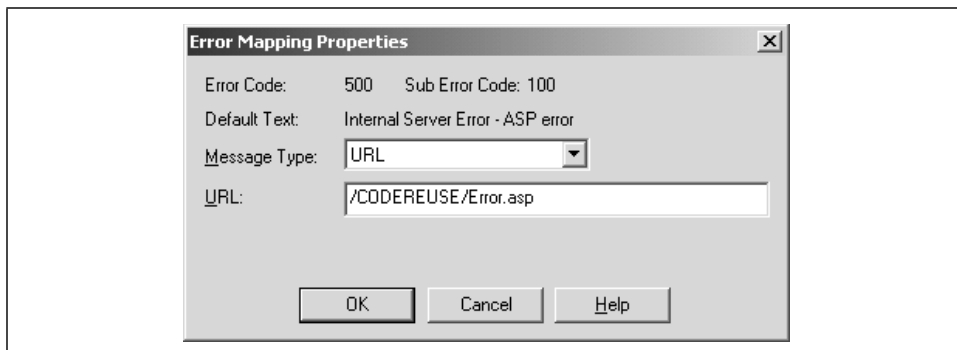 Error Mapping Properties
Error Code: 500 Sub Error Code: 100
Default Text: Internal Server Error - ASP error
Message Type: URL
URL: /CODEREUSE/Error.asp
OK Cancel Help